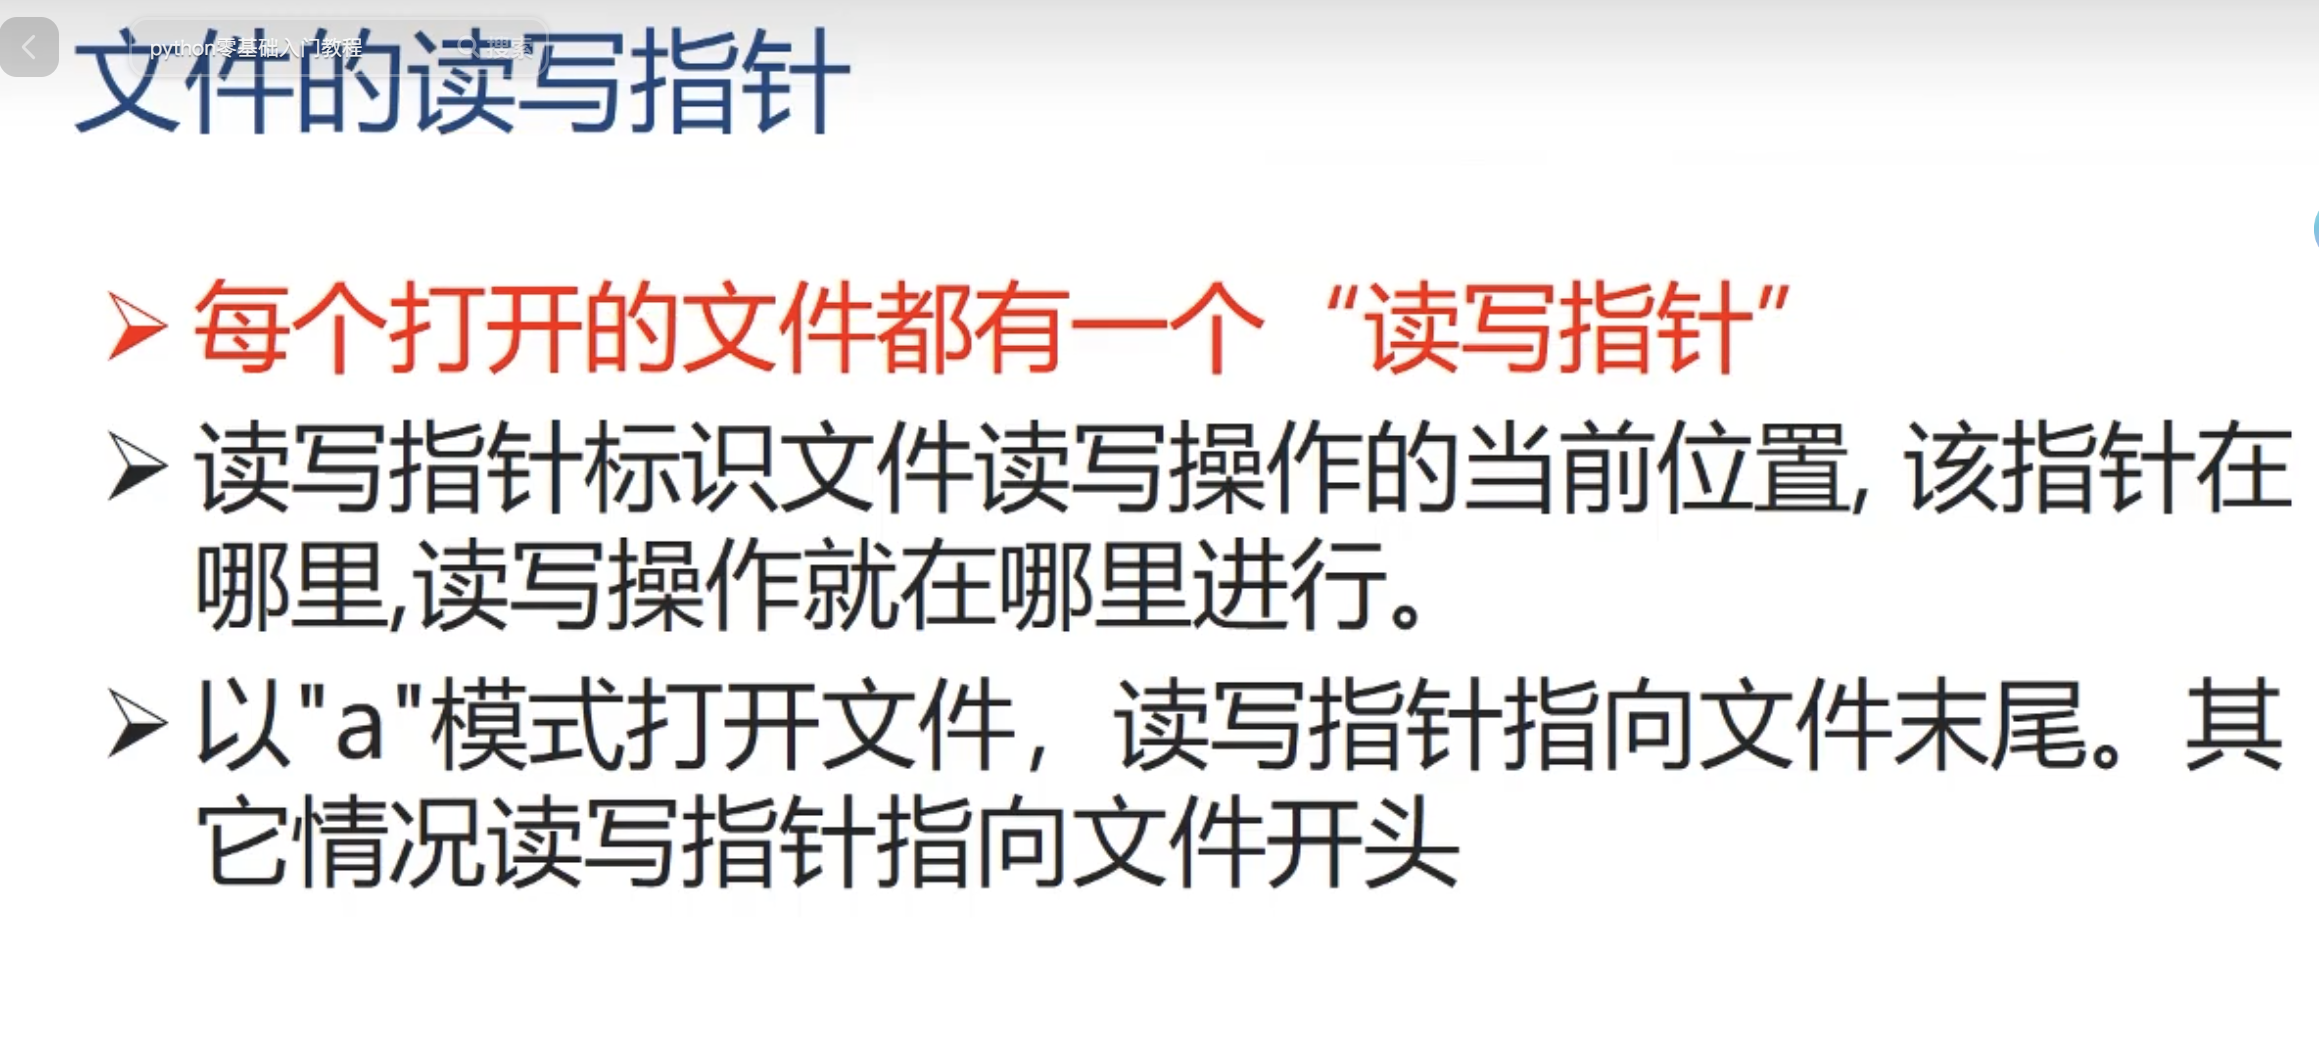 python零基础入门教程 搜索
文件的读写指针
每个打开的文件都有一个“读写指针”
读写指针标识文件读写操作的当前位置, 该指针在
哪里,读写操作就在哪里进行。
以"a"模式打开文件，读写指针指向文件末尾。其
它情况读写指针指向文件开头